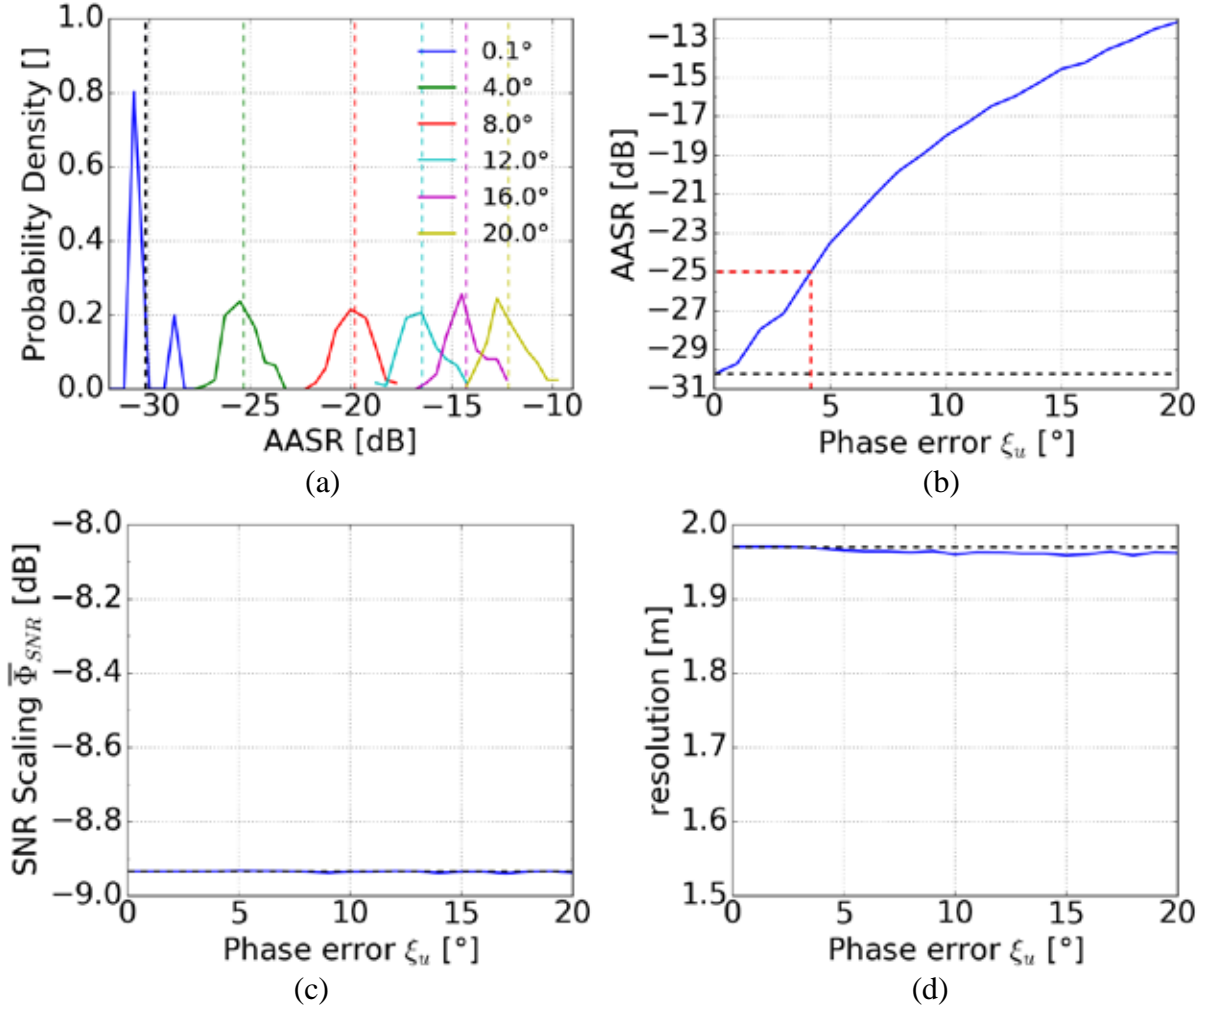 1.0
0.8
0.6
0.4
0.2
0.0
Probability Density []
0.1°
4.0°
8.0°
12.0°
16.0°
20.0°
−30 −25 −20 −15 −10
AASR [dB]
(a)
−13
−15
−17
−19
−21
−23
−25
−27
−29
−31
AASR [dB]
0 5 10 15 20
Phase error ξu [°]
(b)
−8.0
−8.2
−8.4
−8.6
−8.8
−9.0
SNR Scaling Φ̅SNR [dB]
0 5 10 15 20
Phase error ξu [°]
(c)
2.0
1.9
1.8
1.7
1.6
1.5
resolution [m]
0 5 10 15 20
Phase error ξu [°]
(d)